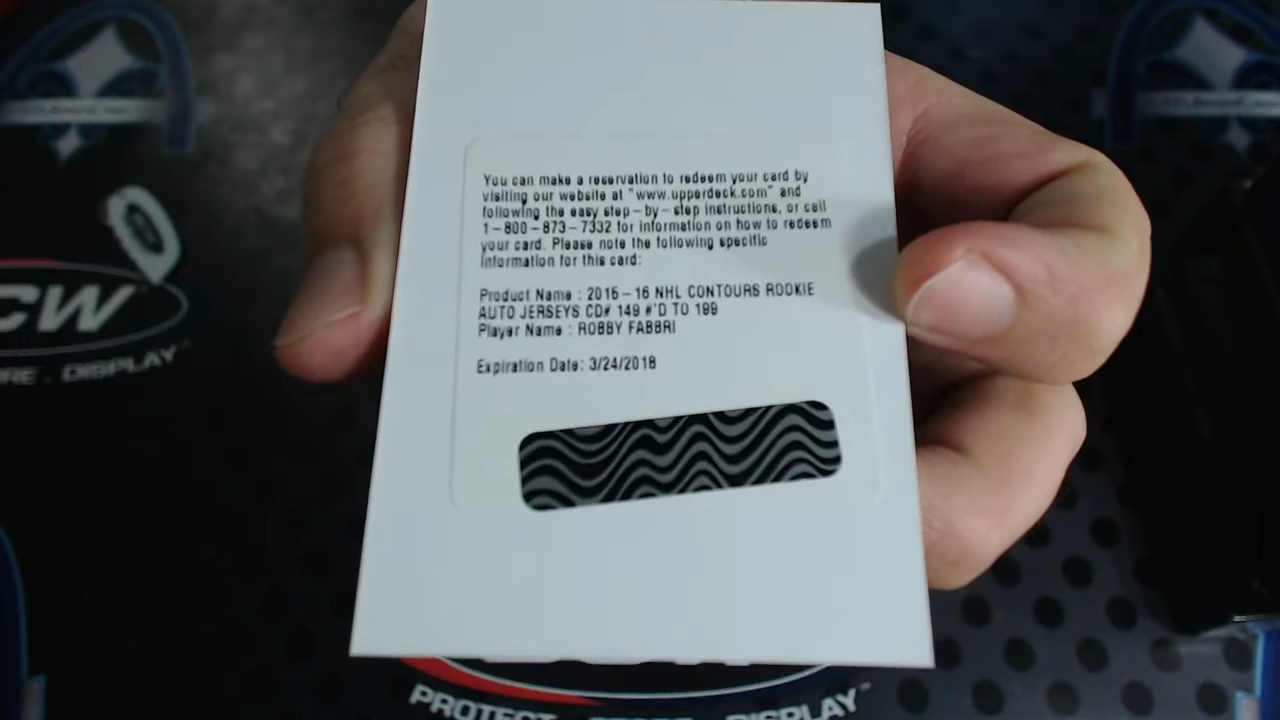 You can make a reservation to redeem your card by
visiting our website at "www.upperdeck.com" and
following the easy step-by-step instructions, or call
1-800-873-7332 for information on how to redeem
your card. Please note the following specific
information for this card:
Product Name : 2015-16 NHL CONTOURS ROOKIE
AUTO JERSEYS CD# 149 #'D TO 199
Player Name : ROBBY FABBRI
Expiration Date: 3/24/2018
CW
RE . DISPLAY
PROTECT . STORE . DISPLAY